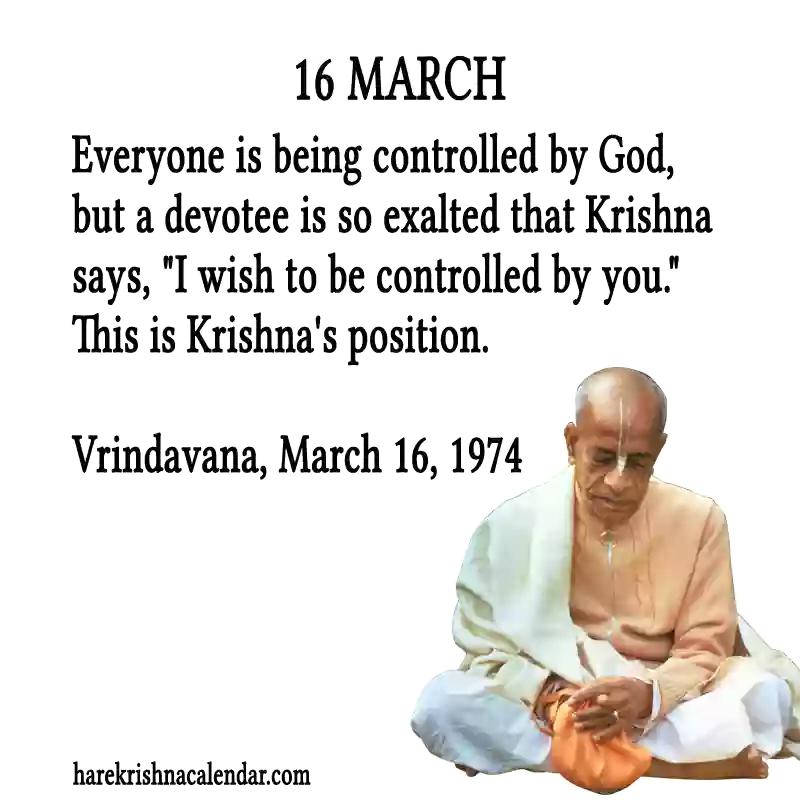 16 MARCH
Everyone is being controlled by God,
but a devotee is so exalted that Krishna
says, "I wish to be controlled by you."
This is Krishna's position.
Vrindavana, March 16, 1974
harekrishnacalendar.com